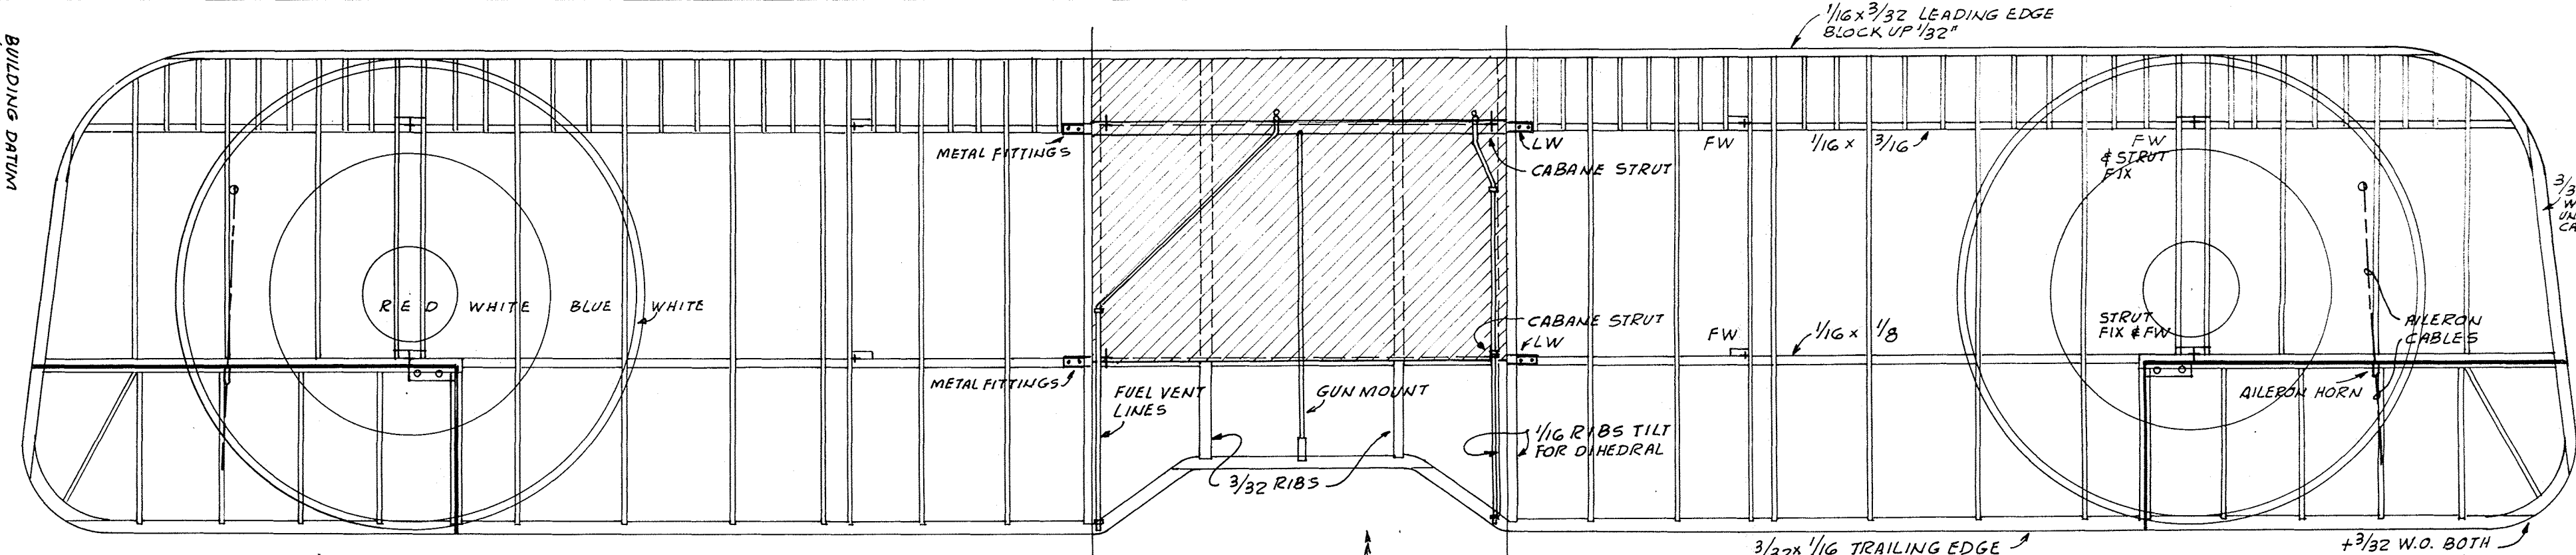 BUILDING DATUM
1/16 x 3/32 LEADING EDGE
BLOCK UP 1/32"
METAL FITTINGS
LW
CABANE STRUT
FW
1/16 x 3/16
FW
& STRUT
FIX
RED WHITE BLUE WHITE
METAL FITTINGS
FUEL VENT
LINES
GUN MOUNT
CABANE STRUT
LW
FW
1/16 x 1/8
STRUT
FIX & FW
AILERON
CABLES
AILERON HORN
1/16 RIBS TILT
FOR DIHEDRAL
3/32 RIBS
3/32 x 1/16 TRAILING EDGE
+3/32 W.O. BOTH